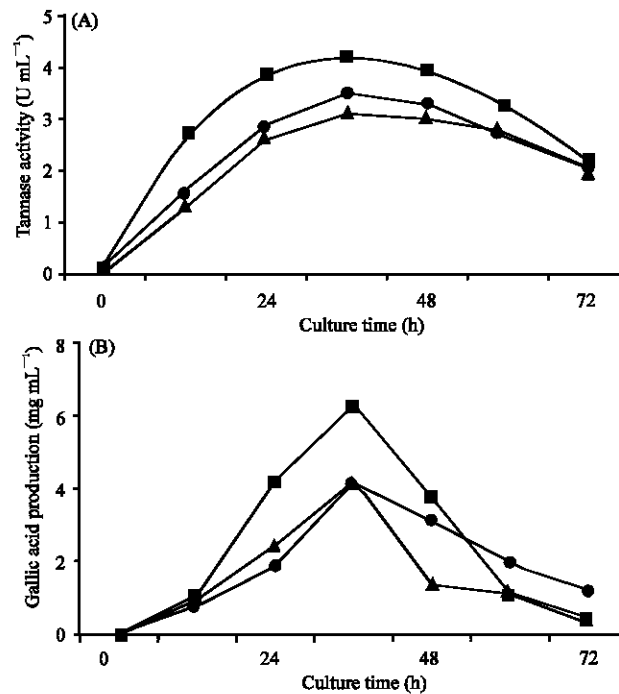 (A)
Tannase activity (U mL⁻¹)
5
4
3
2
1
0
0 24 48 72
Culture time (h)
(B)
Gallic acid production (mg mL⁻¹)
8
6
4
2
0
0 24 48 72
Culture time (h)